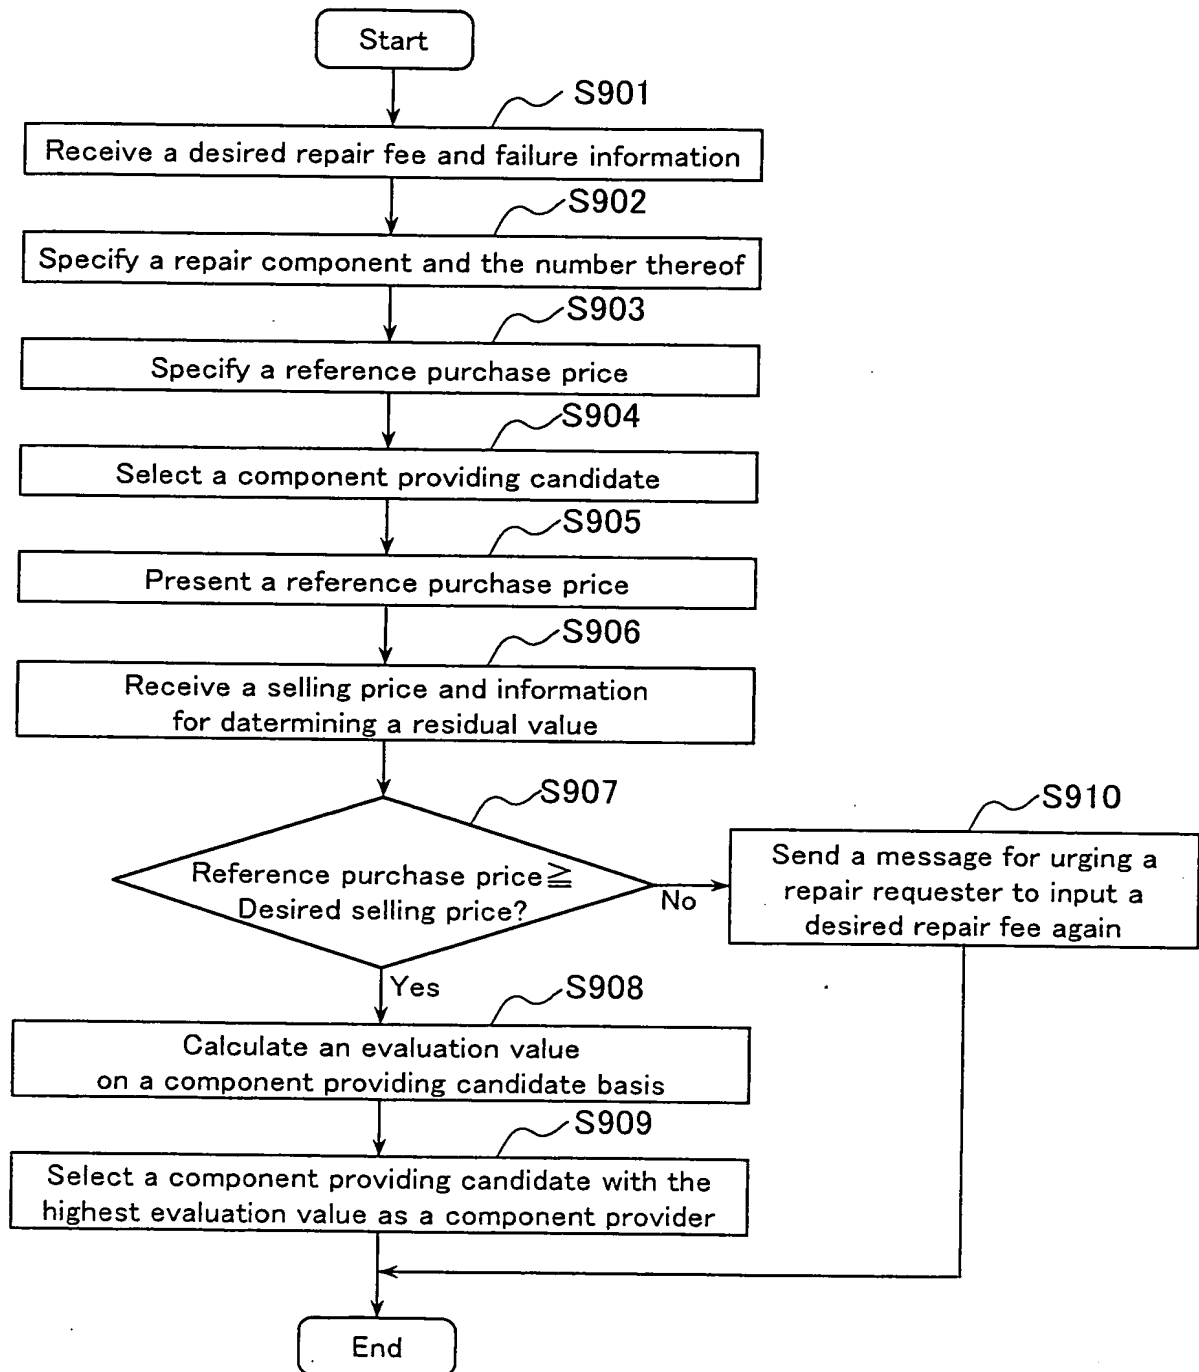 Start
S901
Receive a desired repair fee and failure information
S902
Specify a repair component and the number thereof
S903
Specify a reference purchase price
S904
Select a component providing candidate
S905
Present a reference purchase price
S906
Receive a selling price and information
for datermining a residual value
S907
Reference purchase price≧
Desired selling price?
No
S910
Send a message for urging a
repair requester to input a
desired repair fee again
Yes
S908
Calculate an evaluation value
on a component providing candidate basis
S909
Select a component providing candidate with the
highest evaluation value as a component provider
End